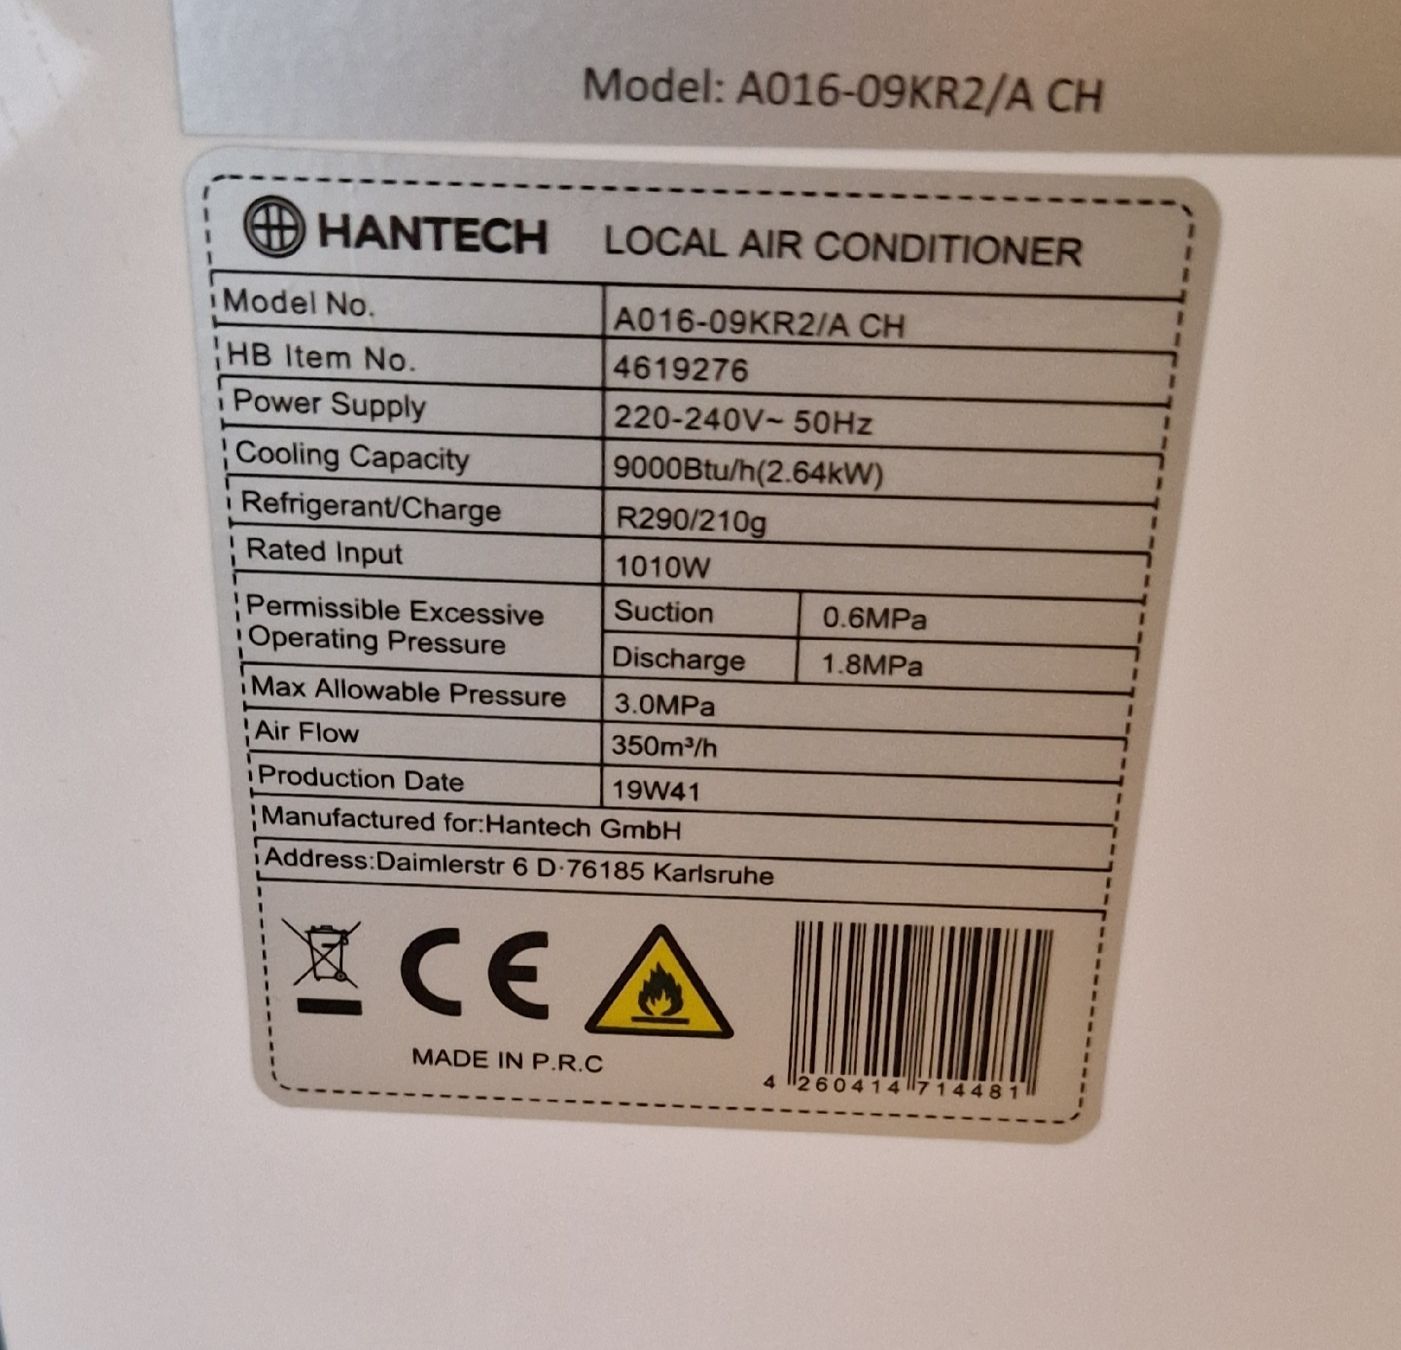 Model: A016-09KR2/A CH
HANTECH LOCAL AIR CONDITIONER
Model No. A016-09KR2/A CH
HB Item No. 4619276
Power Supply 220-240V~ 50Hz
Cooling Capacity 9000Btu/h(2.64kW)
Refrigerant/Charge R290/210g
Rated Input 1010W
Permissible Excessive
Operating Pressure
Suction 0.6MPa
Discharge 1.8MPa
Max Allowable Pressure 3.0MPa
Air Flow 350m³/h
Production Date 19W41
Manufactured for:Hantech GmbH
Address:Daimlerstr 6 D·76185 Karlsruhe
CE
MADE IN P.R.C
4 260414 714481